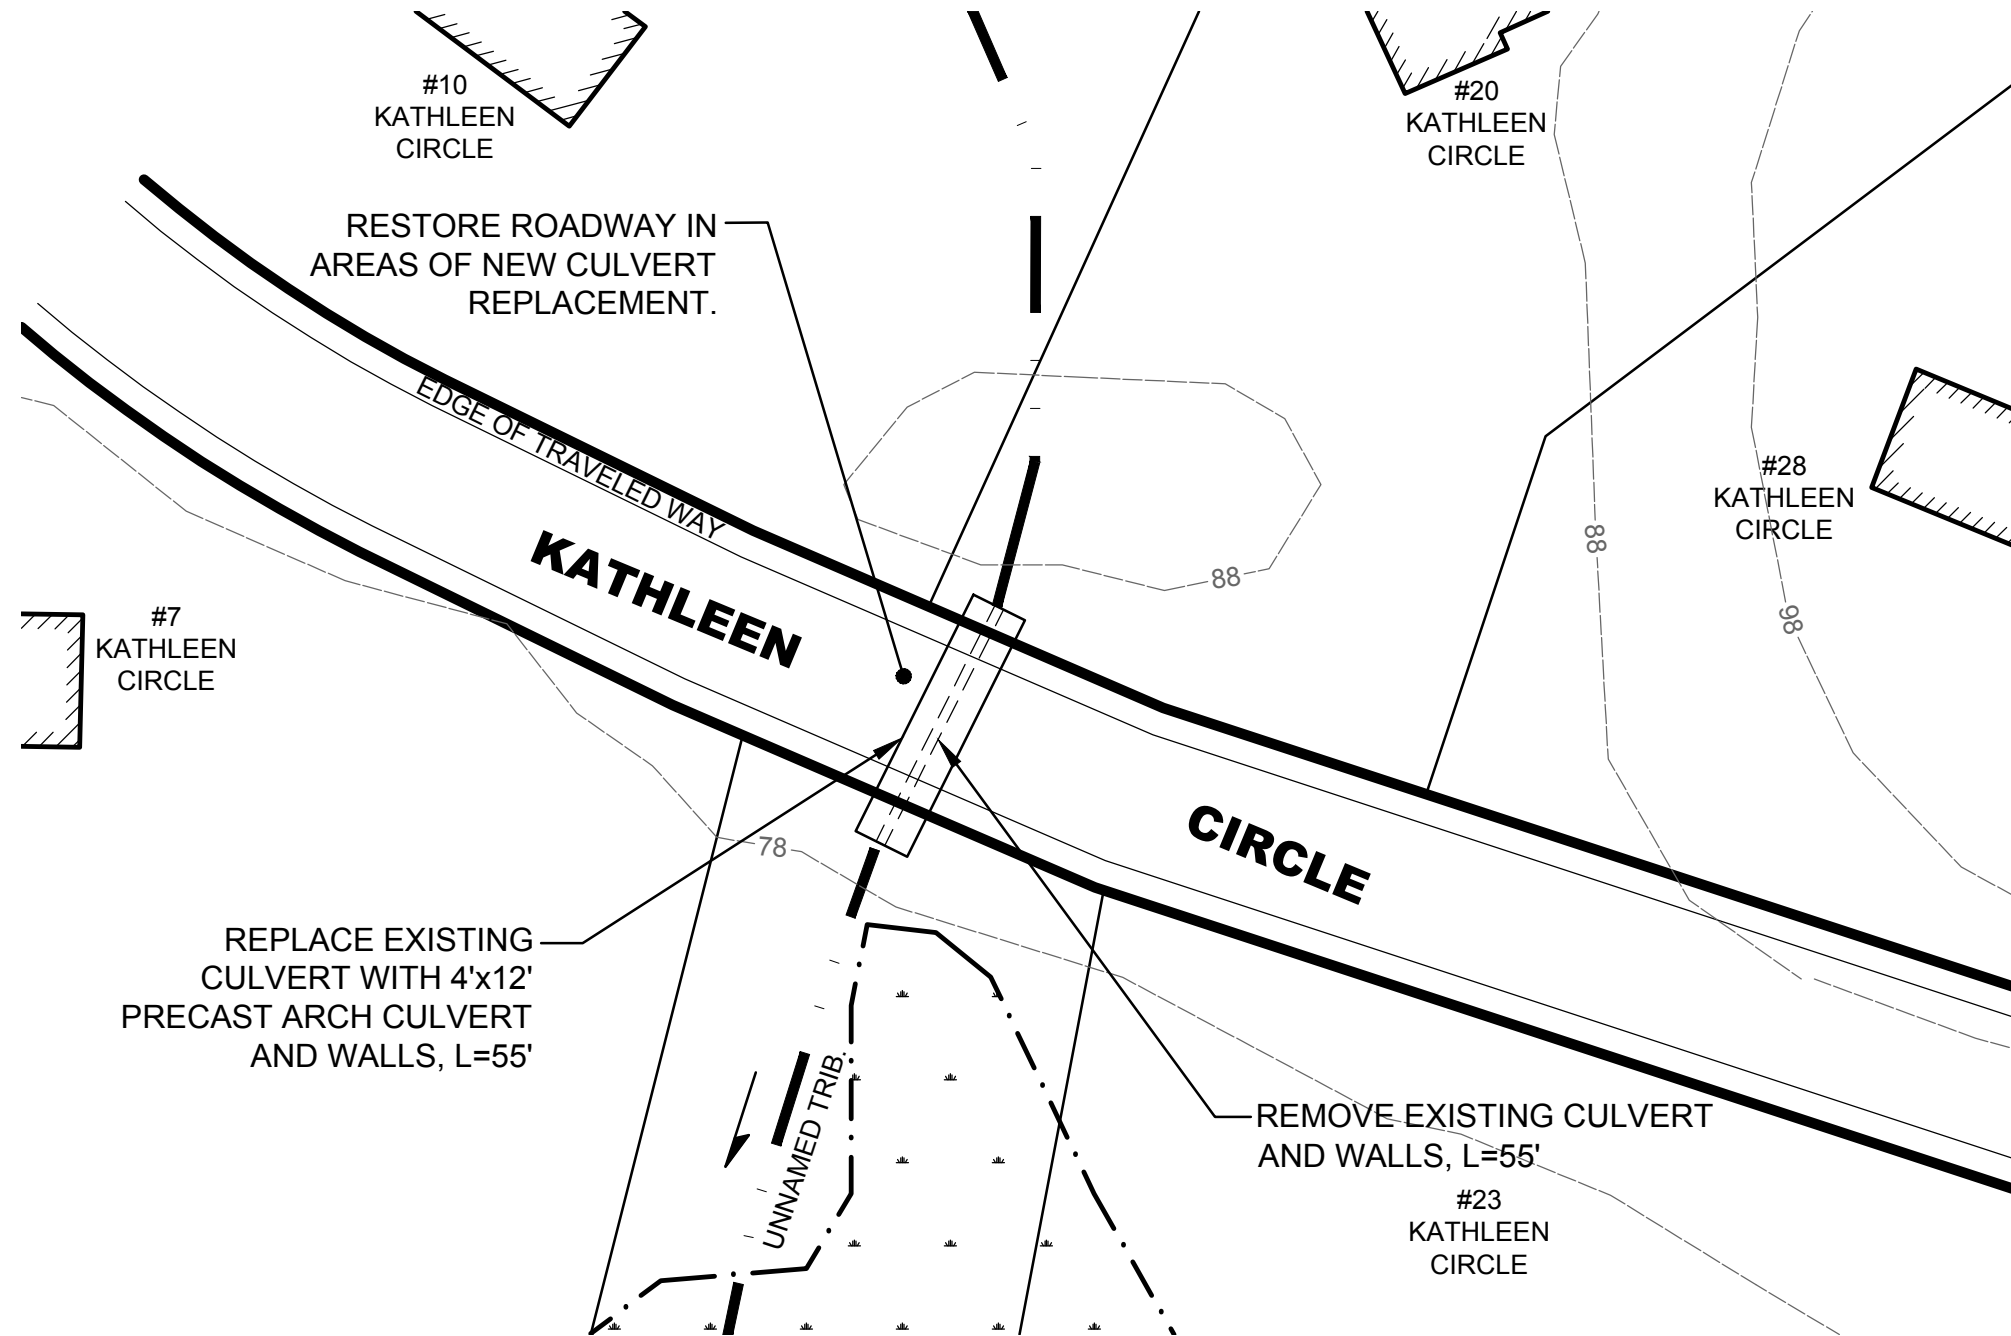 #10
KATHLEEN
CIRCLE
#20
KATHLEEN
CIRCLE
RESTORE ROADWAY IN
AREAS OF NEW CULVERT
REPLACEMENT.
EDGE OF TRAVELED WAY
#28
KATHLEEN
CIRCLE
88
88
98
KATHLEEN
CIRCLE
#7
KATHLEEN
CIRCLE
78
REPLACE EXISTING
CULVERT WITH 4'x12'
PRECAST ARCH CULVERT
AND WALLS, L=55'
UNNAMED TRIB.
REMOVE EXISTING CULVERT
AND WALLS, L=55'
#23
KATHLEEN
CIRCLE